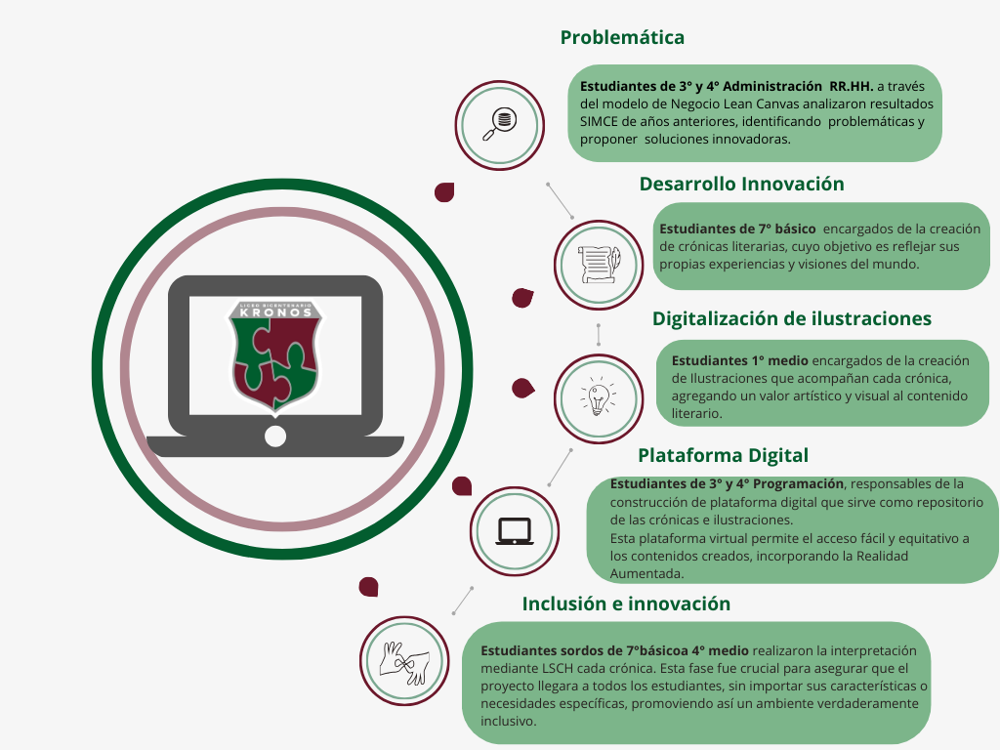 Problemática
Estudiantes de 3° y 4° Administración RR.HH. a través
del modelo de Negocio Lean Canvas analizaron resultados
SIMCE de años anteriores, identificando problemáticas y
proponer soluciones innovadoras.
Desarrollo Innovación
Estudiantes de 7° básico encargados de la creación
de crónicas literarias, cuyo objetivo es reflejar sus
propias experiencias y visiones del mundo.
LICEO BICENTENARIO
KRONOS
Digitalización de ilustraciones
Estudiantes 1° medio encargados de la creación
de Ilustraciones que acompañan cada crónica,
agregando un valor artístico y visual al contenido
literario.
Plataforma Digital
Estudiantes de 3° y 4° Programación, responsables de la
construcción de plataforma digital que sirve como repositorio
de las crónicas e ilustraciones.
Esta plataforma virtual permite el acceso fácil y equitativo a
los contenidos creados, incorporando la Realidad
Aumentada.
Inclusión e innovación
Estudiantes sordos de 7°básicoa 4° medio realizaron la interpretación
mediante LSCH cada crónica. Esta fase fue crucial para asegurar que el
proyecto llegara a todos los estudiantes, sin importar sus características o
necesidades específicas, promoviendo así un ambiente verdaderamente
inclusivo.